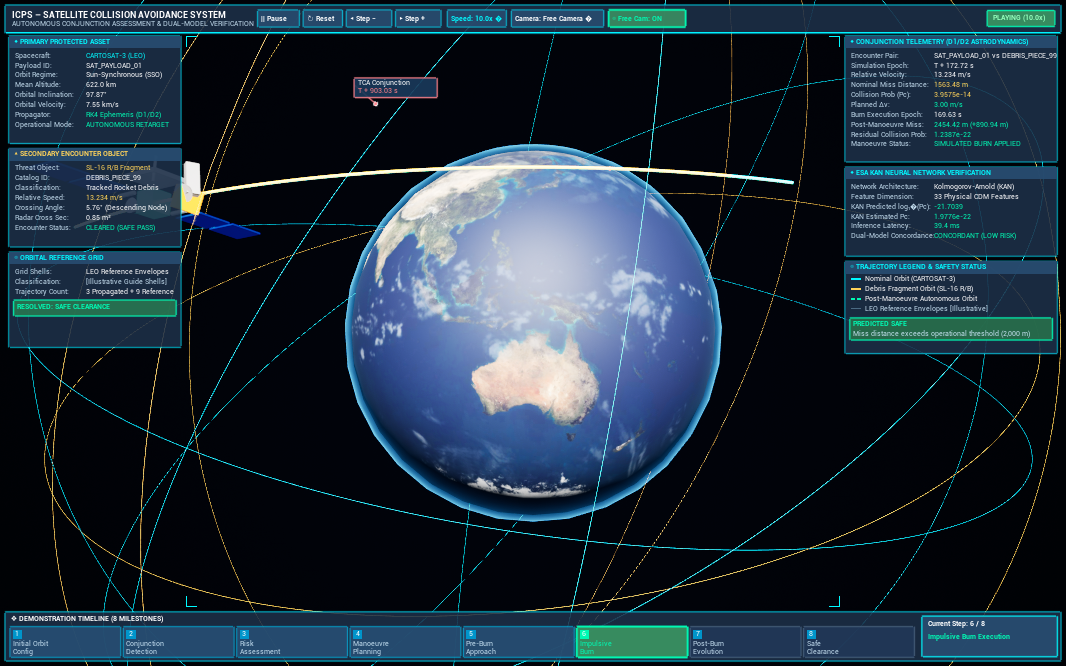 ICPS – SATELLITE COLLISION AVOIDANCE SYSTEM
AUTONOMOUS CONJUNCTION ASSESSMENT & DUAL-MODEL VERIFICATION
|| Pause
↻ Reset
◂ Step −
▸ Step +
Speed: 10.0x �
Camera: Free Camera �
Free Cam: ON
PLAYING (10.0x)
• PRIMARY PROTECTED ASSET
Spacecraft: CARTOSAT-3 (LEO)
Payload ID: SAT_PAYLOAD_01
Orbit Regime: Sun-Synchronous (SSO)
Mean Altitude: 622.0 km
Orbital Inclination: 97.87°
Orbital Velocity: 7.55 km/s
Propagator: RK4 Ephemeris (D1/D2)
Operational Mode: AUTONOMOUS RETARGET
• SECONDARY ENCOUNTER OBJECT
Threat Object: SL-16 R/B Fragment
Catalog ID: DEBRIS_PIECE_99
Classification: Tracked Rocket Debris
Relative Speed: 13.234 m/s
Crossing Angle: 5.76° (Descending Node)
Radar Cross Sec: 0.85 m²
Encounter Status: CLEARED (SAFE PASS)
ORBITAL REFERENCE GRID
Grid Shells: LEO Reference Envelopes
Classification: [Illustrative Guide Shells]
Trajectory Count: 3 Propagated + 9 Reference
RESOLVED: SAFE CLEARANCE
TCA Conjunction
T + 903.03 s
• CONJUNCTION TELEMETRY (D1/D2 ASTRODYNAMICS)
Encounter Pair: SAT_PAYLOAD_01 vs DEBRIS_PIECE_99
Simulation Epoch: T + 172.72 s
Relative Velocity: 13.234 m/s
Nominal Miss Distance: 1563.48 m
Collision Prob (Pc): 3.9575e-14
Planned Δv: 3.00 m/s
Burn Execution Epoch: 169.63 s
Post-Manoeuvre Miss: 2454.42 m (+890.94 m)
Residual Collision Prob: 1.2387e-22
Manoeuvre Status: SIMULATED BURN APPLIED
• ESA KAN NEURAL NETWORK VERIFICATION
Network Architecture: Kolmogorov-Arnold (KAN)
Feature Dimension: 33 Physical CDM Features
KAN Predicted log₁�(Pc): -21.7039
KAN Estimated Pc: 1.9776e-22
Inference Latency: 39.4 ms
Dual-Model Concordance: CONCORDANT (LOW RISK)
TRAJECTORY LEGEND & SAFETY STATUS
Nominal Orbit (CARTOSAT-3)
Debris Fragment Orbit (SL-16 R/B)
Post-Manoeuvre Autonomous Orbit
LEO Reference Envelopes [Illustrative]
PREDICTED SAFE
Miss distance exceeds operational threshold (2,000 m)
❖ DEMONSTRATION TIMELINE (8 MILESTONES)
1
Initial Orbit
Config
2
Conjunction
Detection
3
Risk
Assessment
4
Manoeuvre
Planning
5
Pre-Burn
Approach
6
Impulsive
Burn
7
Post-Burn
Evolution
8
Safe
Clearance
Current Step: 6 / 8
Impulsive Burn Execution